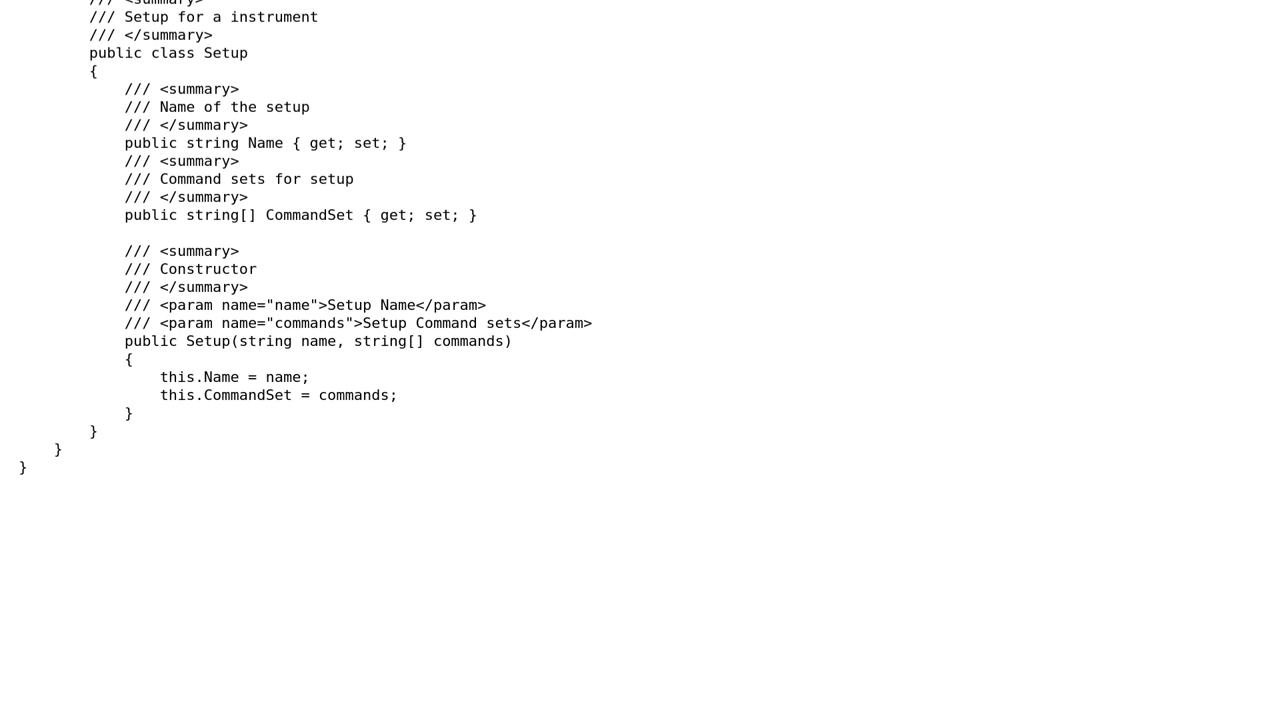 /// <summary>
/// Setup for a instrument
/// </summary>
public class Setup
{
/// <summary>
/// Name of the setup
/// </summary>
public string Name { get; set; }
/// <summary>
/// Command sets for setup
/// </summary>
public string[] CommandSet { get; set; }

/// <summary>
/// Constructor
/// </summary>
/// <param name="name">Setup Name</param>
/// <param name="commands">Setup Command sets</param>
public Setup(string name, string[] commands)
{
this.Name = name;
this.CommandSet = commands;
}
}
}
}